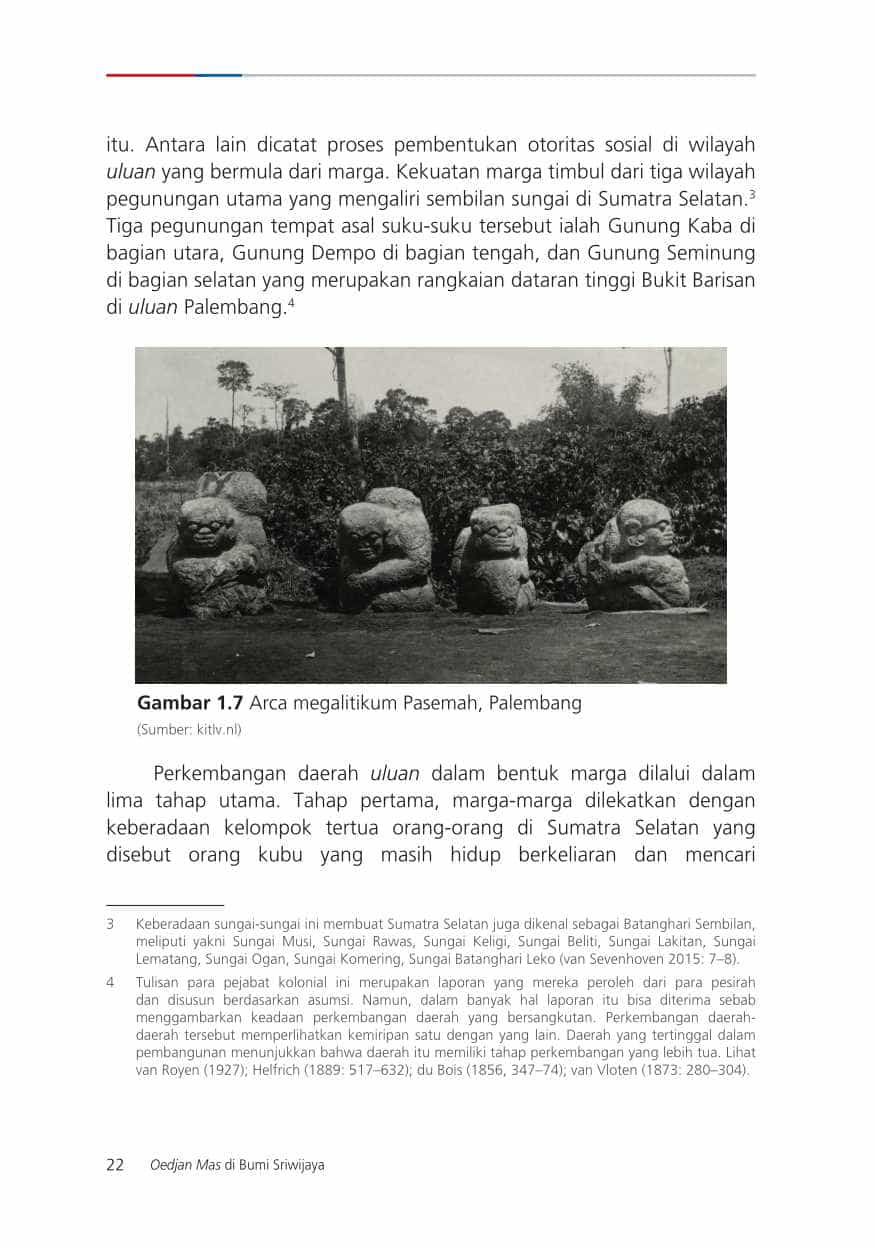 itu. Antara lain dicatat proses pembentukan otoritas sosial di wilayah
uluan yang bermula dari marga. Kekuatan marga timbul dari tiga wilayah
pegunungan utama yang mengaliri sembilan sungai di Sumatra Selatan.³
Tiga pegunungan tempat asal suku-suku tersebut ialah Gunung Kaba di
bagian utara, Gunung Dempo di bagian tengah, dan Gunung Seminung
di bagian selatan yang merupakan rangkaian dataran tinggi Bukit Barisan
di uluan Palembang.⁴
Gambar 1.7 Arca megalitikum Pasemah, Palembang
(Sumber: kitlv.nl)
Perkembangan daerah uluan dalam bentuk marga dilalui dalam
lima tahap utama. Tahap pertama, marga-marga dilekatkan dengan
keberadaan kelompok tertua orang-orang di Sumatra Selatan yang
disebut orang kubu yang masih hidup berkeliaran dan mencari
3 Keberadaan sungai-sungai ini membuat Sumatra Selatan juga dikenal sebagai Batanghari Sembilan,
meliputi yakni Sungai Musi, Sungai Rawas, Sungai Keligi, Sungai Beliti, Sungai Lakitan, Sungai
Lematang, Sungai Ogan, Sungai Komering, Sungai Batanghari Leko (van Sevenhoven 2015: 7–8).
4 Tulisan para pejabat kolonial ini merupakan laporan yang mereka peroleh dari para pesirah
dan disusun berdasarkan asumsi. Namun, dalam banyak hal laporan itu bisa diterima sebab
menggambarkan keadaan perkembangan daerah yang bersangkutan. Perkembangan daerah-
daerah tersebut memperlihatkan kemiripan satu dengan yang lain. Daerah yang tertinggal dalam
pembangunan menunjukkan bahwa daerah itu memiliki tahap perkembangan yang lebih tua. Lihat
van Royen (1927); Helfrich (1889: 517–632); du Bois (1856, 347–74); van Vloten (1873: 280–304).
22 Oedjan Mas di Bumi Sriwijaya